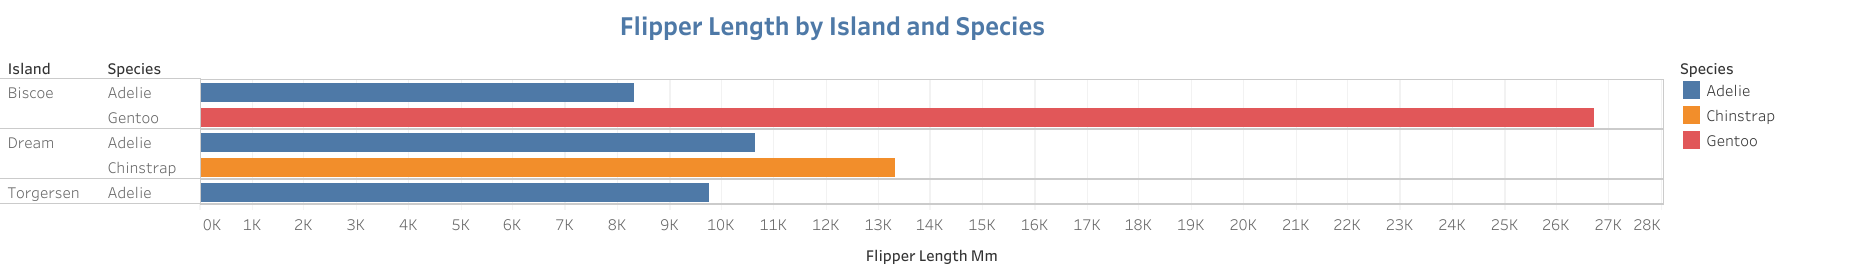 Flipper Length by Island and Species
Island Species
Biscoe Adelie
Gentoo
Dream Adelie
Chinstrap
Torgersen Adelie
0K 1K 2K 3K 4K 5K 6K 7K 8K 9K 10K 11K 12K 13K 14K 15K 16K 17K 18K 19K 20K 21K 22K 23K 24K 25K 26K 27K 28K
Flipper Length Mm
Species
Adelie
Chinstrap
Gentoo